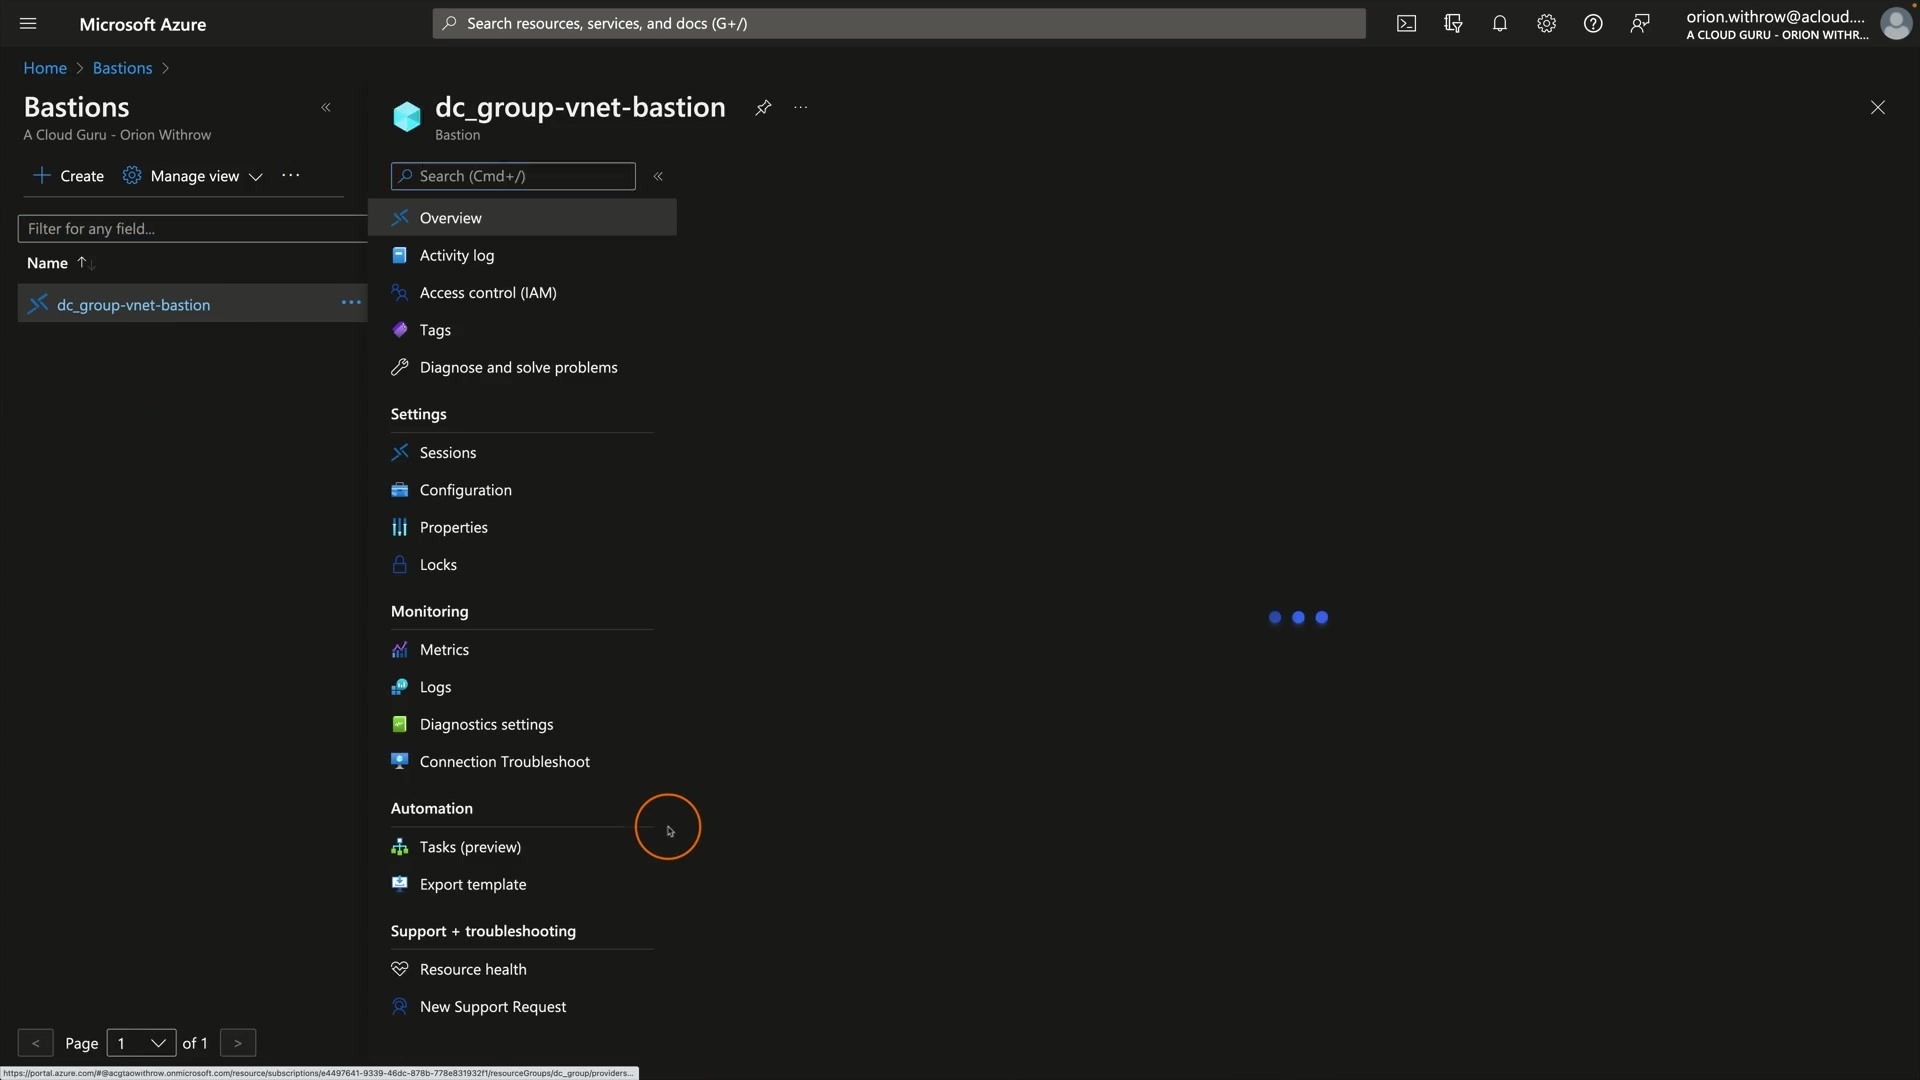 Microsoft Azure
Search resources, services, and docs (G+/)
orion.withrow@acloud....
A CLOUD GURU - ORION WITHR...
Home > Bastions >
Bastions
A Cloud Guru - Orion Withrow
Create
Manage view
...
Filter for any field...
Name
dc_group-vnet-bastion
...
< Page 1 of 1 >
dc_group-vnet-bastion
...
Bastion
Search (Cmd+/)
Overview
Activity log
Access control (IAM)
Tags
Diagnose and solve problems
Settings
Sessions
Configuration
Properties
Locks
Monitoring
Metrics
Logs
Diagnostics settings
Connection Troubleshoot
Automation
Tasks (preview)
Export template
Support + troubleshooting
Resource health
New Support Request
https://portal.azure.com/#@acgtaowithrow.onmicrosoft.com/resource/subscriptions/e4497641-9339-46dc-878b-778e831932f1/resourceGroups/dc_group/providers...